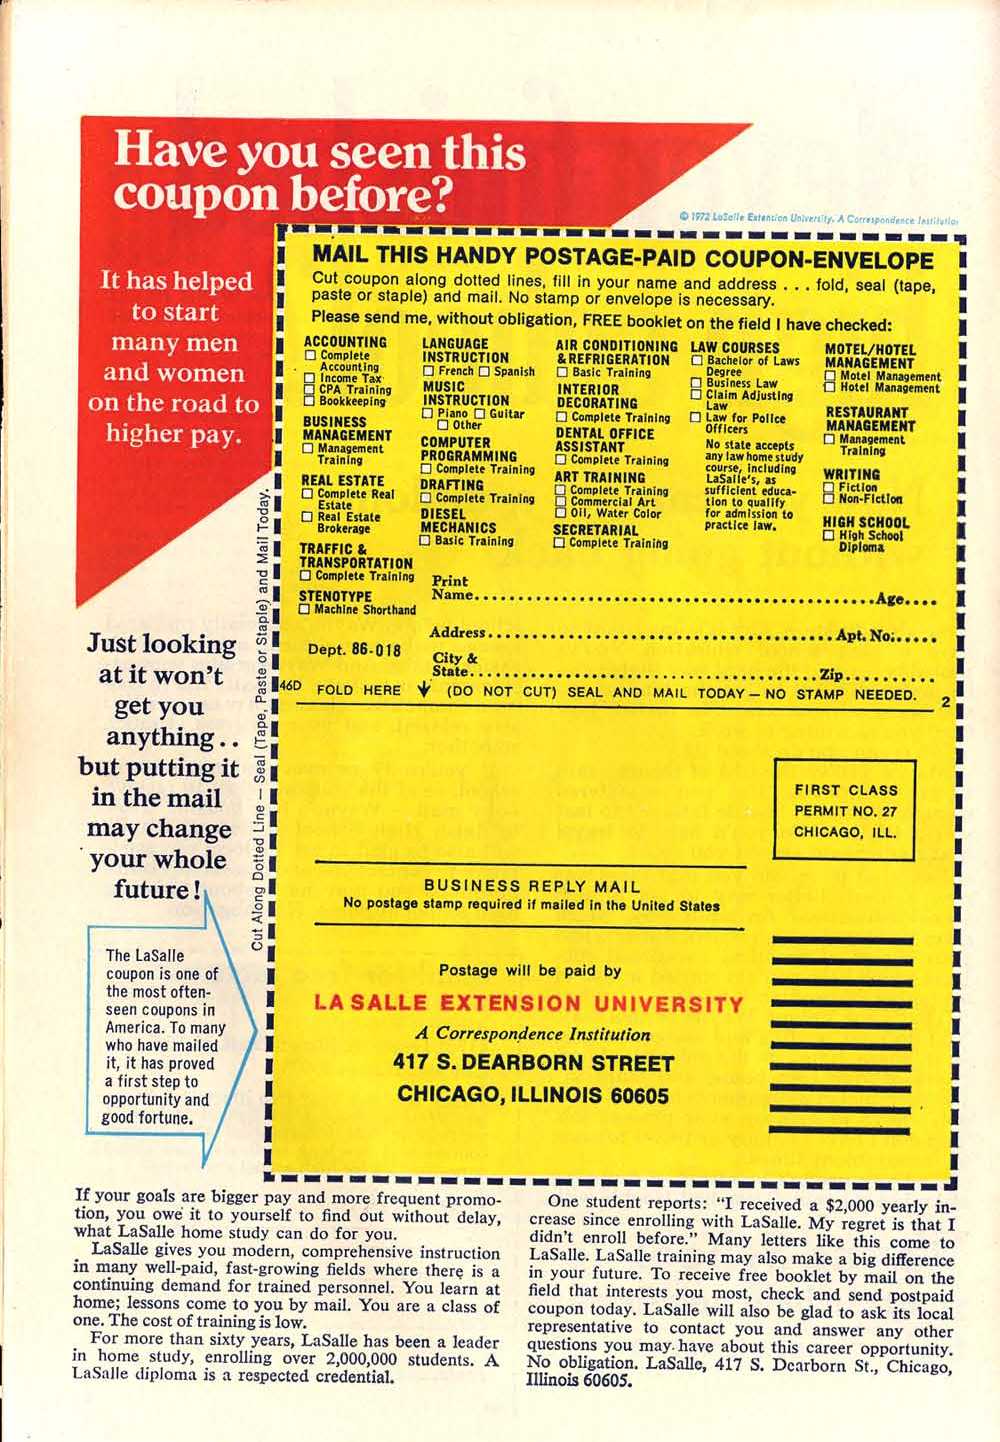 Have you seen this
coupon before?
© 1972 LaSalle Extension University, A Correspondence Institution
It has helped
to start
many men
and women
on the road to
higher pay.
Just looking
at it won't
get you
anything . .
but putting it
in the mail
may change
your whole
future!
The LaSalle
coupon is one of
the most often-
seen coupons in
America. To many
who have mailed
it, it has proved
a first step to
opportunity and
good fortune.
Cut Along Dotted Line — Seal (Tape, Paste or Staple) and Mail Today.
MAIL THIS HANDY POSTAGE-PAID COUPON-ENVELOPE
Cut coupon along dotted lines, fill in your name and address . . . fold, seal (tape,
paste or staple) and mail. No stamp or envelope is necessary.
Please send me, without obligation, FREE booklet on the field I have checked:
ACCOUNTING
☐ Complete
Accounting
☐ Income Tax
☐ CPA Training
☐ Bookkeeping
BUSINESS
MANAGEMENT
☐ Management
Training
REAL ESTATE
☐ Complete Real
Estate
☐ Real Estate
Brokerage
TRAFFIC &
TRANSPORTATION
☐ Complete Training
STENOTYPE
☐ Machine Shorthand
LANGUAGE
INSTRUCTION
☐ French ☐ Spanish
MUSIC
INSTRUCTION
☐ Piano ☐ Guitar
☐ Other
COMPUTER
PROGRAMMING
☐ Complete Training
DRAFTING
☐ Complete Training
DIESEL
MECHANICS
☐ Basic Training
AIR CONDITIONING
& REFRIGERATION
☐ Basic Training
INTERIOR
DECORATING
☐ Complete Training
DENTAL OFFICE
ASSISTANT
☐ Complete Training
ART TRAINING
☐ Complete Training
☐ Commercial Art
☐ Oil, Water Color
SECRETARIAL
☐ Complete Training
LAW COURSES
☐ Bachelor of Laws
Degree
☐ Business Law
☐ Claim Adjusting
Law
☐ Law for Police
Officers
No state accepts
any law home study
course, including
LaSalle's, as
sufficient educa-
tion to qualify
for admission to
practice law.
MOTEL/HOTEL
MANAGEMENT
☐ Motel Management
☐ Hotel Management
RESTAURANT
MANAGEMENT
☐ Management
Training
WRITING
☐ Fiction
☐ Non-Fiction
HIGH SCHOOL
☐ High School
Diploma
Print
Name.....Age....
Address.....Apt. No.....
Dept. 86-018
City &
State.....Zip.....
46D FOLD HERE ↓ (DO NOT CUT) SEAL AND MAIL TODAY — NO STAMP NEEDED. 2
FIRST CLASS
PERMIT NO. 27
CHICAGO, ILL.
BUSINESS REPLY MAIL
No postage stamp required if mailed in the United States
Postage will be paid by
LA SALLE EXTENSION UNIVERSITY
A Correspondence Institution
417 S. DEARBORN STREET
CHICAGO, ILLINOIS 60605
If your goals are bigger pay and more frequent promo-
tion, you owe it to yourself to find out without delay,
what LaSalle home study can do for you.
LaSalle gives you modern, comprehensive instruction
in many well-paid, fast-growing fields where there is a
continuing demand for trained personnel. You learn at
home; lessons come to you by mail. You are a class of
one. The cost of training is low.
For more than sixty years, LaSalle has been a leader
in home study, enrolling over 2,000,000 students. A
LaSalle diploma is a respected credential.
One student reports: "I received a $2,000 yearly in-
crease since enrolling with LaSalle. My regret is that I
didn't enroll before." Many letters like this come to
LaSalle. LaSalle training may also make a big difference
in your future. To receive free booklet by mail on the
field that interests you most, check and send postpaid
coupon today. LaSalle will also be glad to ask its local
representative to contact you and answer any other
questions you may have about this career opportunity.
No obligation. LaSalle, 417 S. Dearborn St., Chicago,
Illinois 60605.